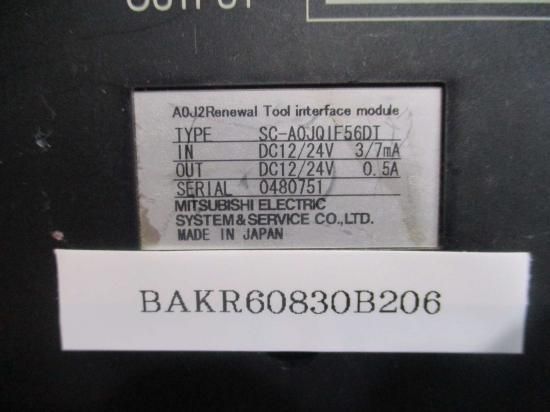 OUTPUT
A0J2Renewal Tool interface module
TYPE SC-A0JQIF56DT
IN DC12/24V 3/7mA
OUT DC12/24V 0.5A
SERIAL 0480751
MITSUBISHI ELECTRIC
SYSTEM&SERVICE CO.,LTD.
MADE IN JAPAN
BAKR60830B206